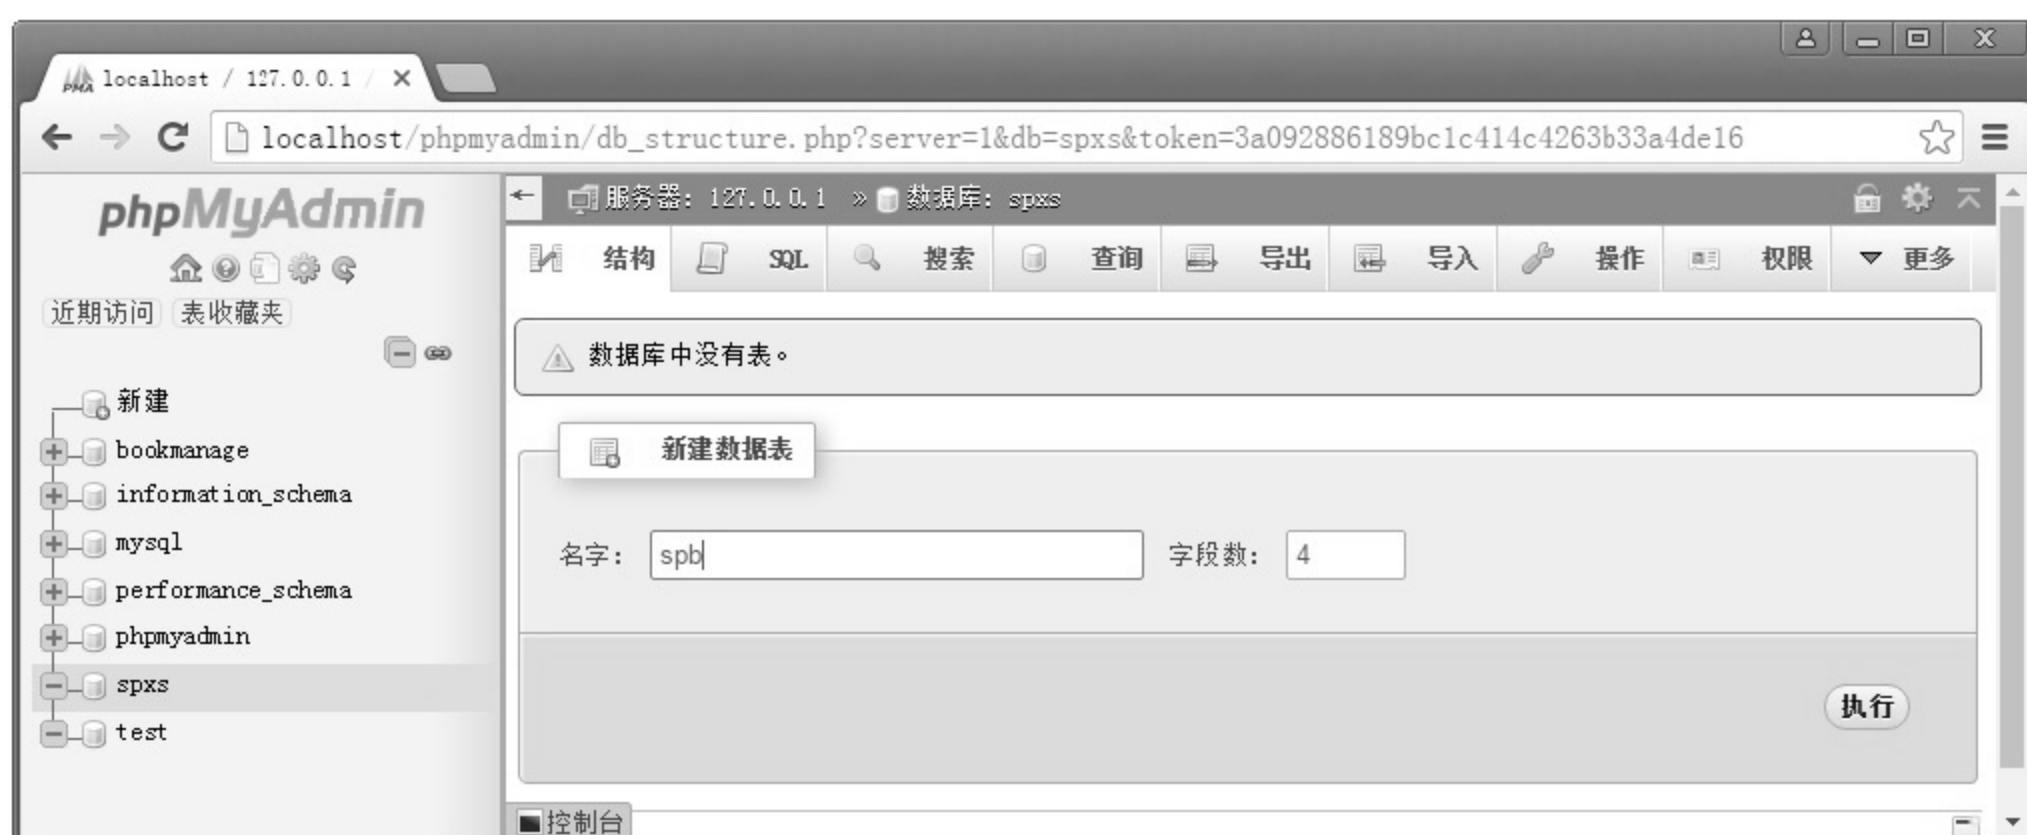 localhost / 127.0.0.1 /
localhost/phpmyadmin/db_structure.php?server=1&db=spxs&token=3a092886189bc1c414c4263b33a4de16
phpMyAdmin
近期访问 表收藏夹
新建
bookmanage
information_schema
mysql
performance_schema
phpmyadmin
spxs
test
服务器: 127.0.0.1 » 数据库: spxs
结构 SQL 搜索 查询 导出 导入 操作 权限 更多
数据库中没有表。
新建数据表
名字: spb 字段数: 4
执行
控制台